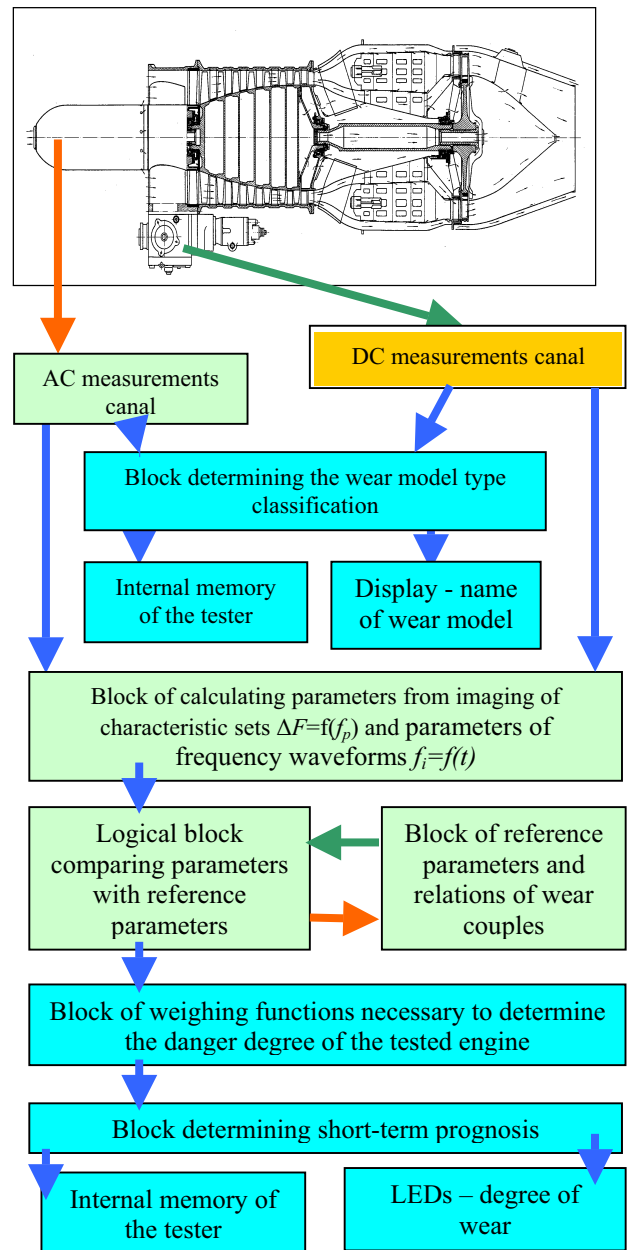 AC measurements
canal
DC measurements canal
Block determining the wear model type
classification
Internal memory
of the tester
Display - name
of wear model
Block of calculating parameters from imaging of
characteristic sets ΔF=f(fp) and parameters of
frequency waveforms fi=f(t)
Logical block
comparing parameters
with reference
parameters
Block of reference
parameters and
relations of wear
couples
Block of weighing functions necessary to determine
the danger degree of the tested engine
Block determining short-term prognosis
Internal memory of
the tester
LEDs – degree of
wear